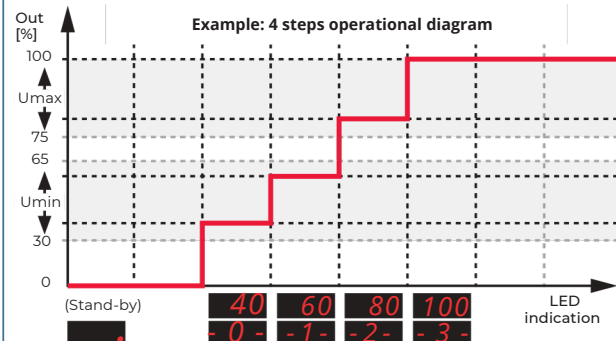 Out
[%]
Example: 4 steps operational diagram
100
Umax
75
65
Umin
30
0
(Stand-by)
40 60 80 100
LED
indication
- 0 - - 1 - - 2 - - 3 -